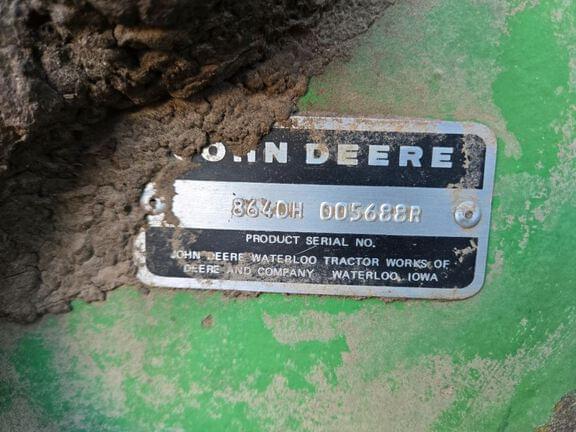 JOHN DEERE
8640H 005688R
PRODUCT SERIAL NO.
JOHN DEERE WATERLOO TRACTOR WORKS OF
DEERE AND COMPANY WATERLOO, IOWA